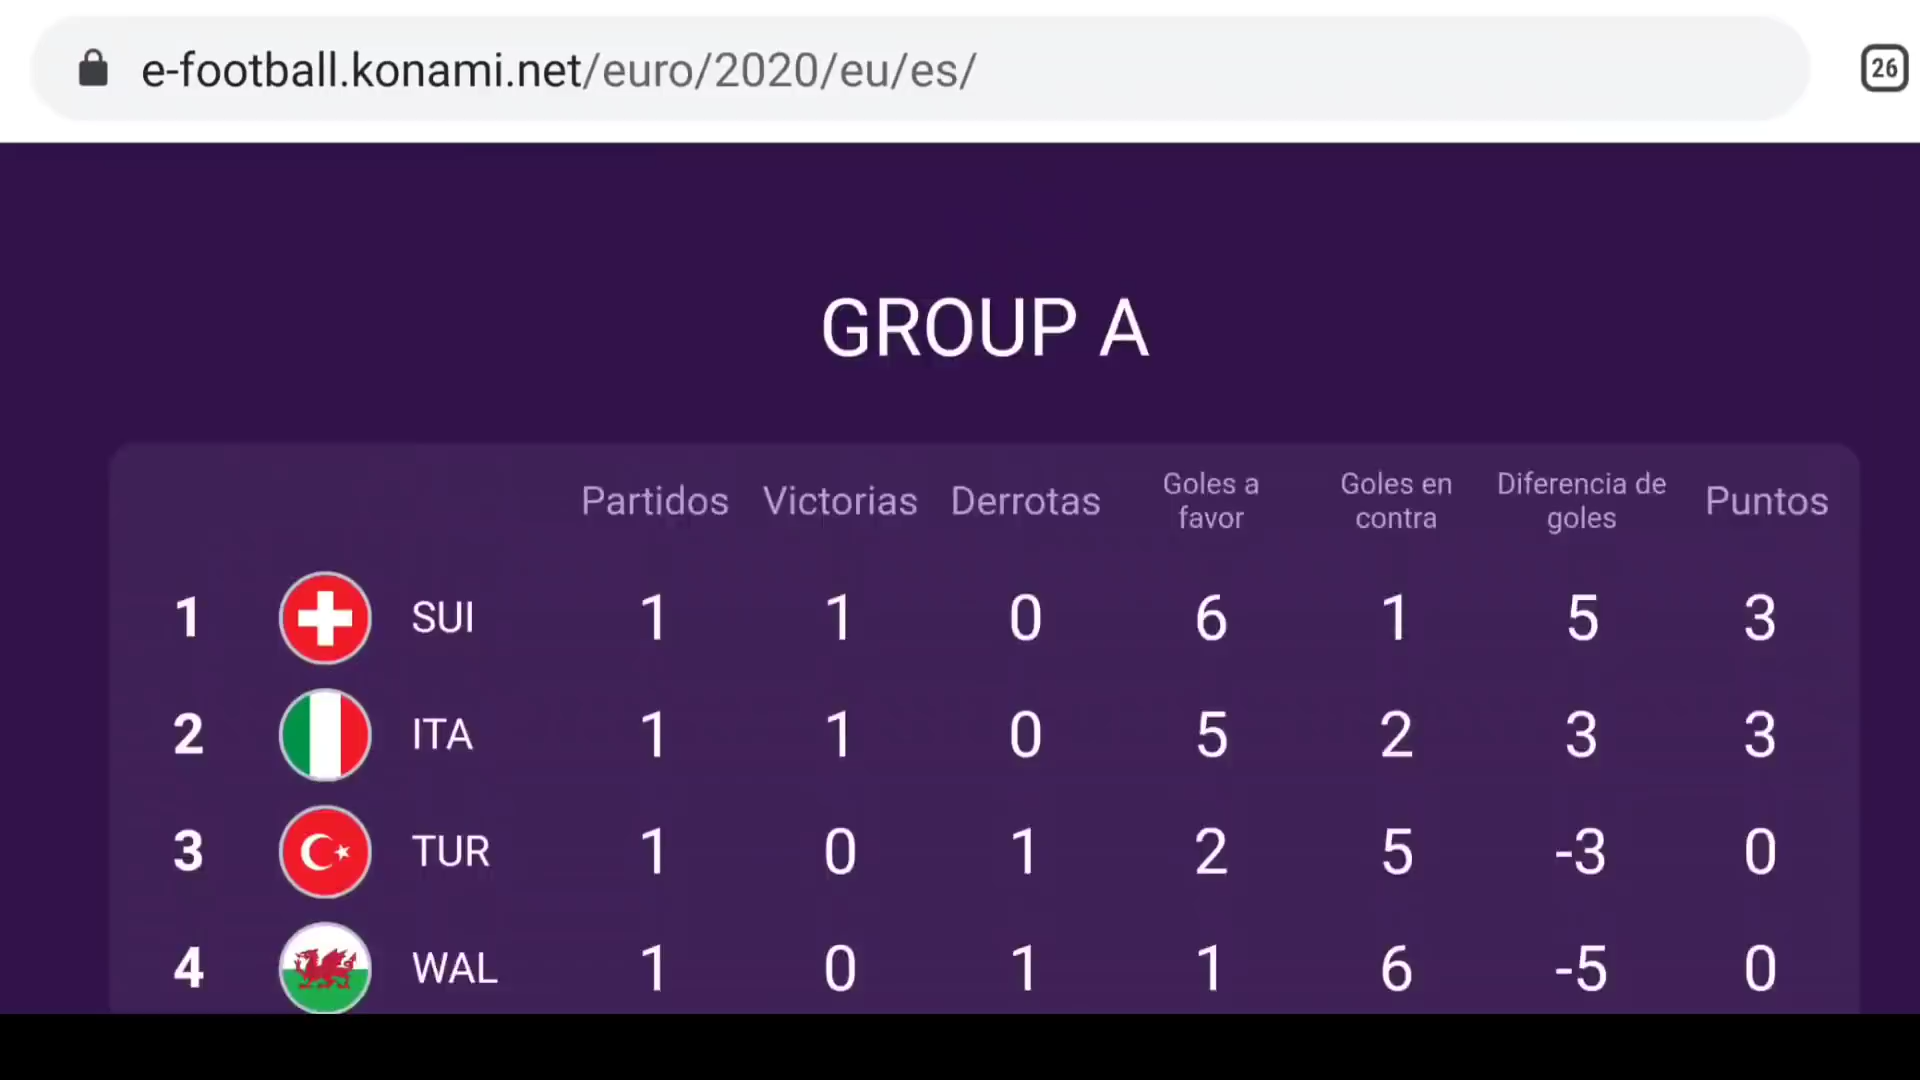 e-football.konami.net/euro/2020/eu/es/
26
GROUP A
Partidos Victorias Derrotas Goles a favor Goles en contra Diferencia de goles Puntos
1 SUI 1 1 0 6 1 5 3
2 ITA 1 1 0 5 2 3 3
3 TUR 1 0 1 2 5 -3 0
4 WAL 1 0 1 1 6 -5 0